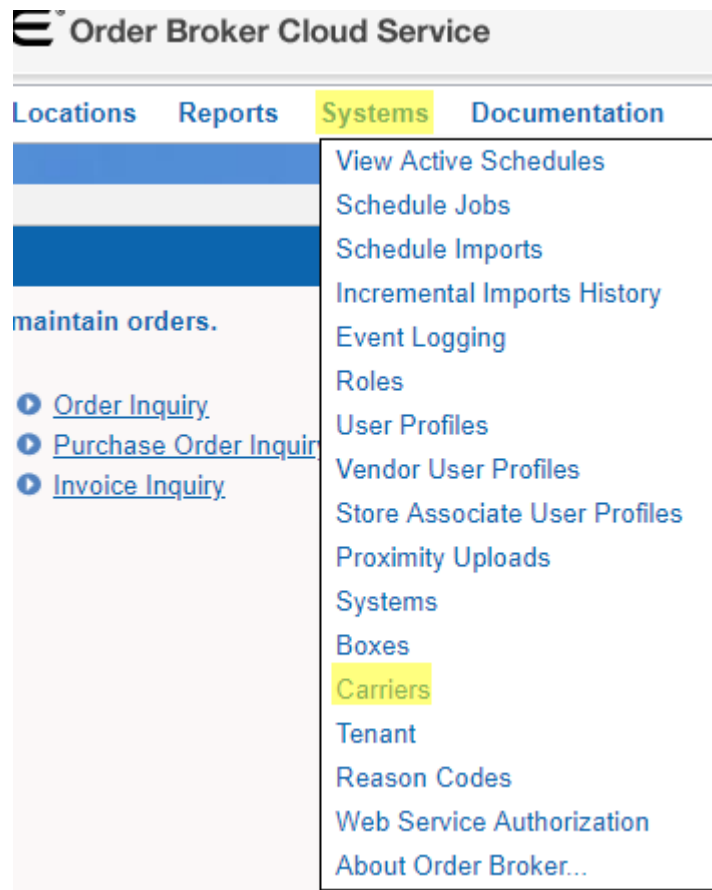 E Order Broker Cloud Service
Locations Reports Systems Documentation
View Active Schedules
Schedule Jobs
Schedule Imports
Incremental Imports History
maintain orders.
Event Logging
Roles
Order Inquiry
User Profiles
Purchase Order Inquiry
Vendor User Profiles
Invoice Inquiry
Store Associate User Profiles
Proximity Uploads
Systems
Boxes
Carriers
Tenant
Reason Codes
Web Service Authorization
About Order Broker...